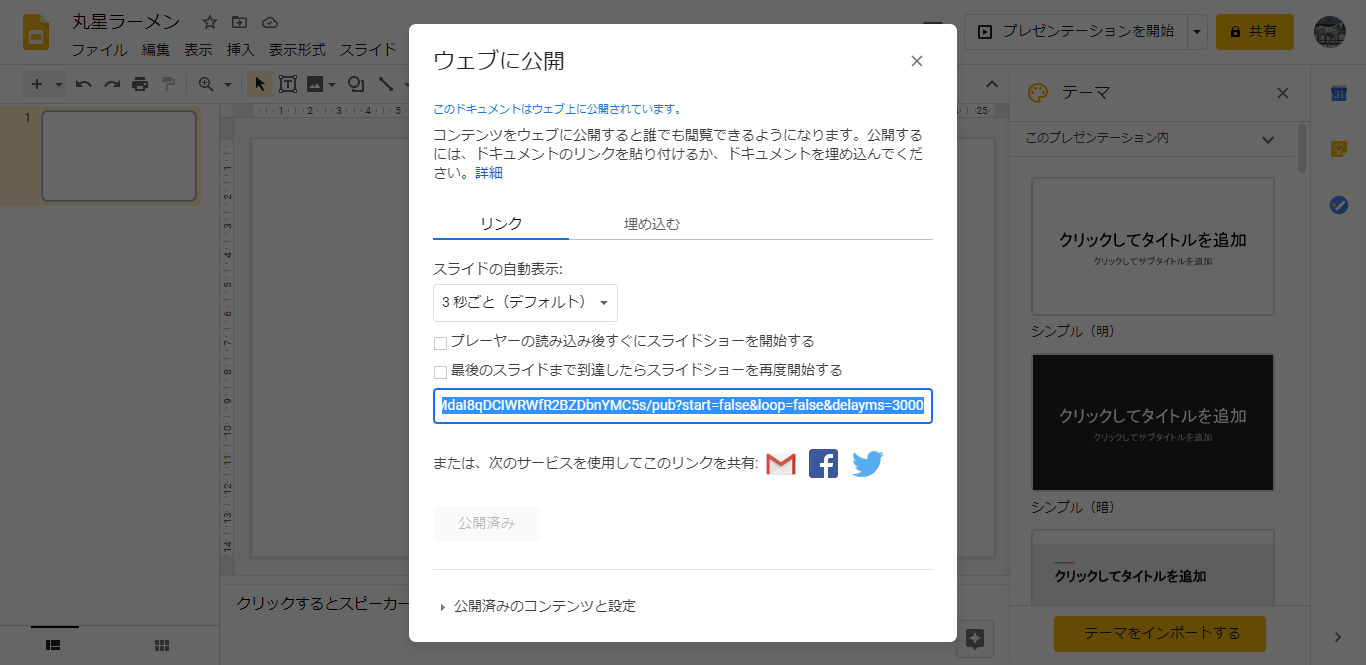 丸星ラーメン
ファイル 編集 表示 挿入 表示形式 スライド
プレゼンテーションを開始
共有
1
テーマ
このプレゼンテーション内
クリックしてタイトルを追加
クリックしてサブタイトルを追加
シンプル（明）
クリックしてタイトルを追加
クリックしてサブタイトルを追加
シンプル（暗）
クリックしてタイトルを追加
テーマをインポートする
クリックするとスピーカー
ウェブに公開
このドキュメントはウェブ上に公開されています。
コンテンツをウェブに公開すると誰でも閲覧できるようになります。公開する
には、ドキュメントのリンクを貼り付けるか、ドキュメントを埋め込んでくだ
さい。詳細
リンク 埋め込む
スライドの自動表示:
3 秒ごと（デフォルト）
プレーヤーの読み込み後すぐにスライドショーを開始する
最後のスライドまで到達したらスライドショーを再度開始する
/pub?start=false&loop=false&delayms=3000
または、次のサービスを使用してこのリンクを共有:
公開済み
公開済みのコンテンツと設定